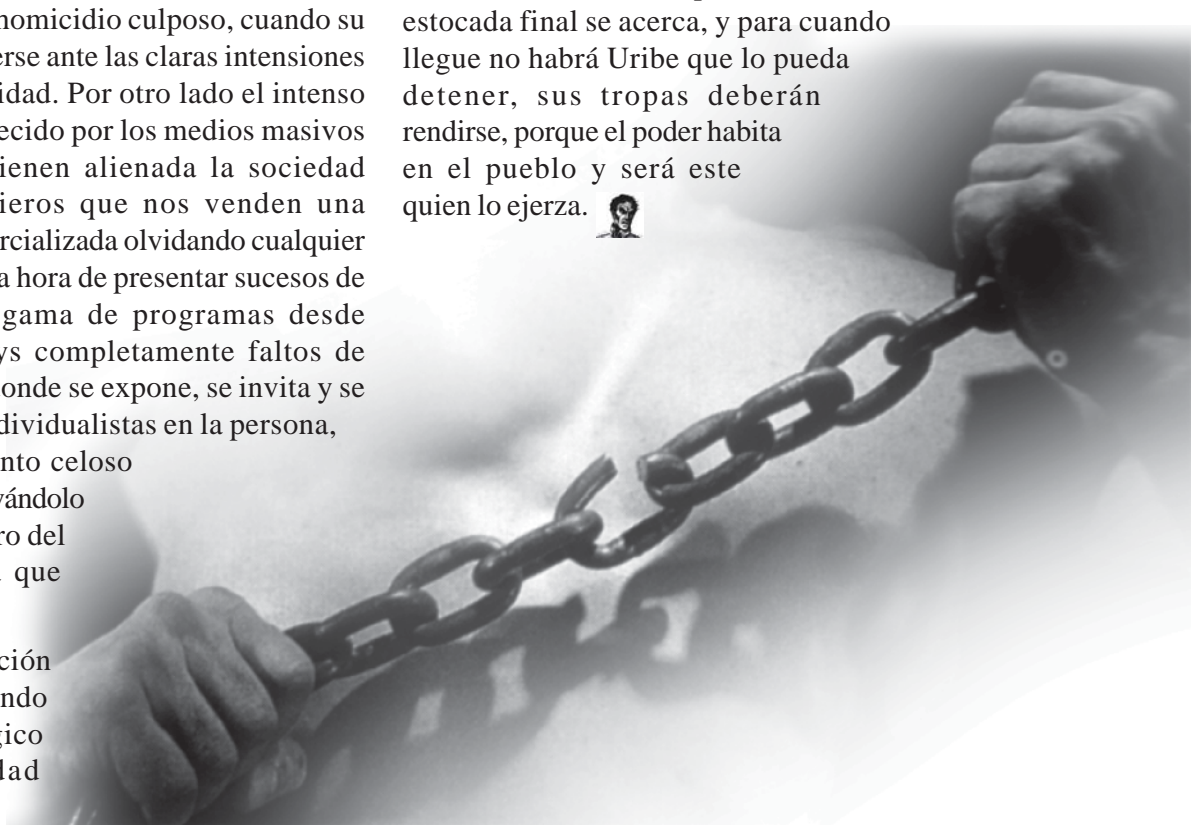 homicidio culposo, cuando su
erse ante las claras intensiones
idad. Por otro lado el intenso
ecido por los medios masivos
ienen alienada la sociedad
ieros que nos venden una
rcializada olvidando cualquier
a hora de presentar sucesos de
gama de programas desde
ys completamente faltos de
onde se expone, se invita y se
dividualistas en la persona,
nto celoso
vándolo
ro del
que
ción
ndo
gico
dad
estocada final se acerca, y para cuando
llegue no habrá Uribe que lo pueda
detener, sus tropas deberán
rendirse, porque el poder habita
en el pueblo y será este
quien lo ejerza.